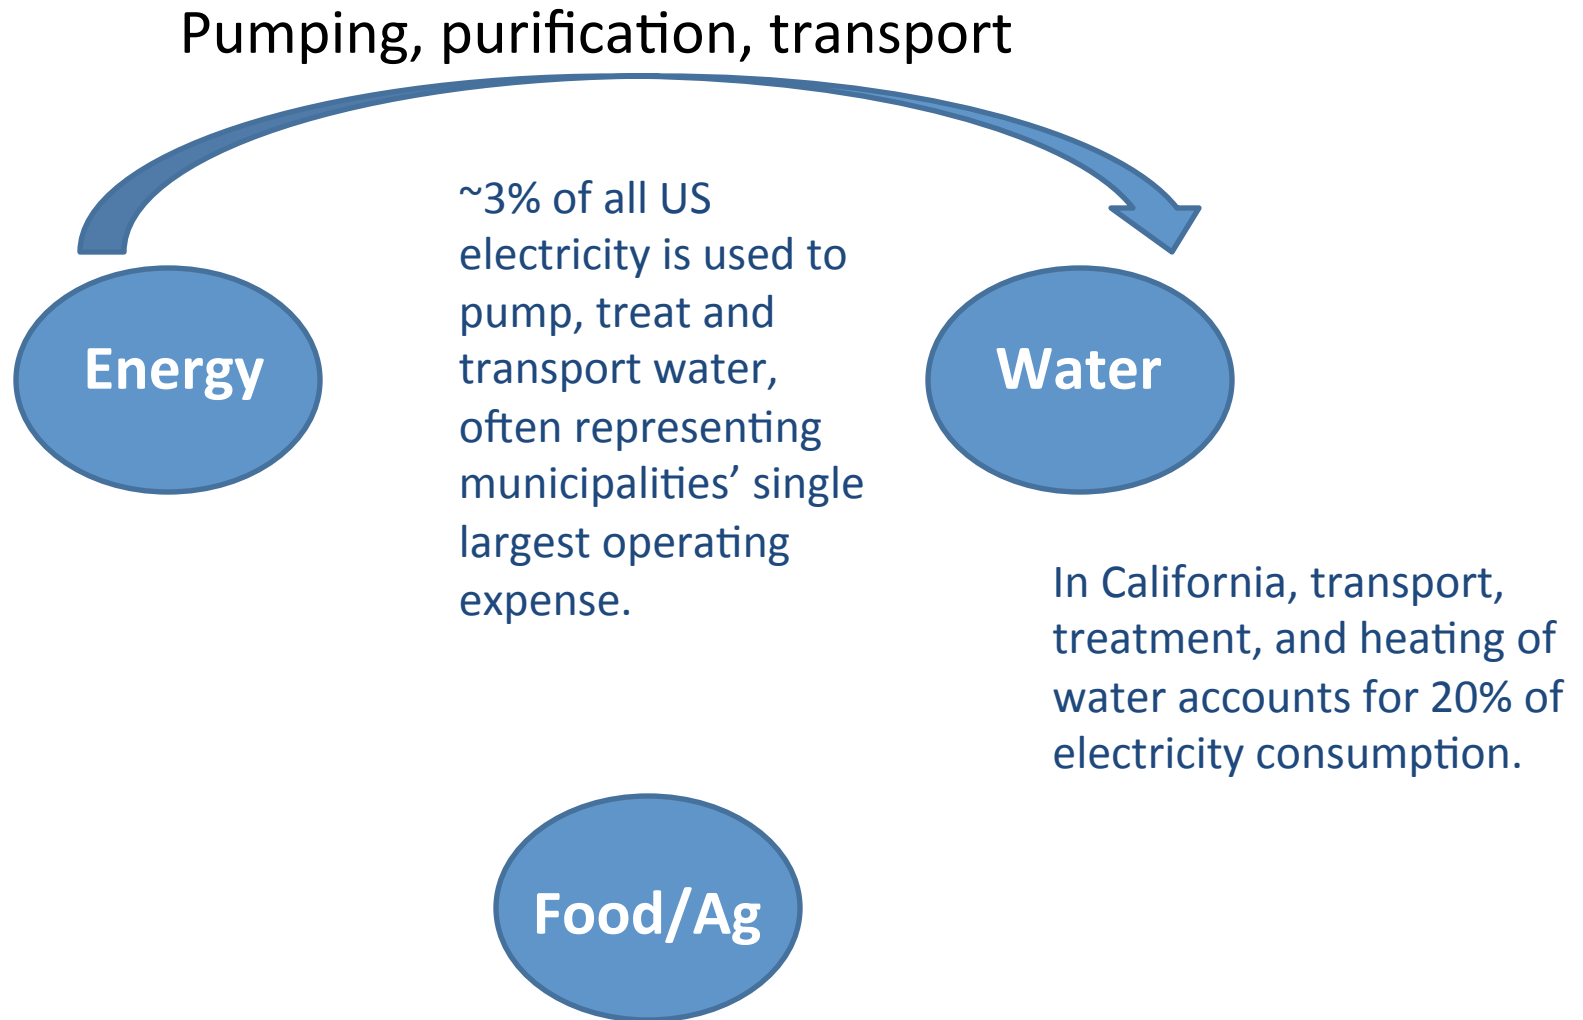 Pumping, purification, transport
~3% of all US
electricity is used to
pump, treat and
transport water,
often representing
municipalities’ single
largest operating
expense.
Energy
Water
In California, transport,
treatment, and heating of
water accounts for 20% of
electricity consumption.
Food/Ag